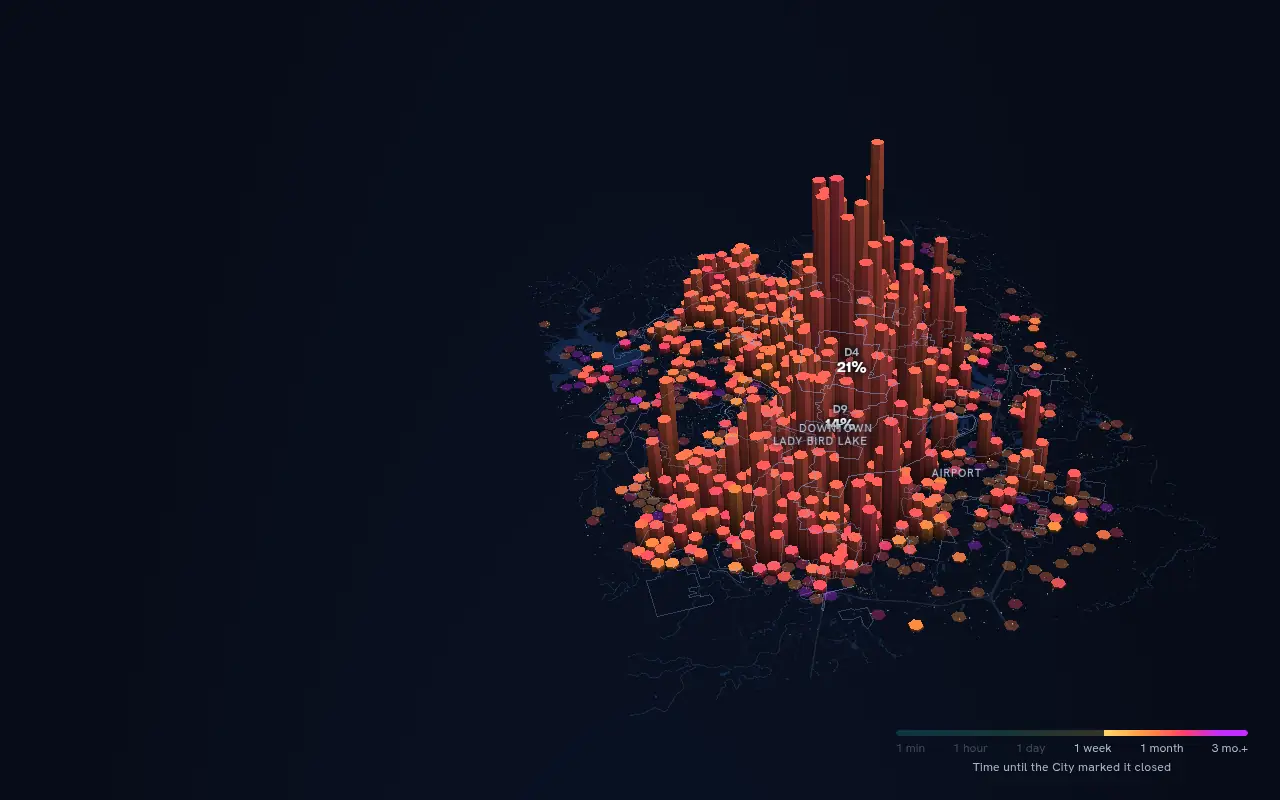 D4
21%
D9
14%
DOWNTOWN
LADY BIRD LAKE
AIRPORT
1 min 1 hour 1 day 1 week 1 month 3 mo.+
Time until the City marked it closed